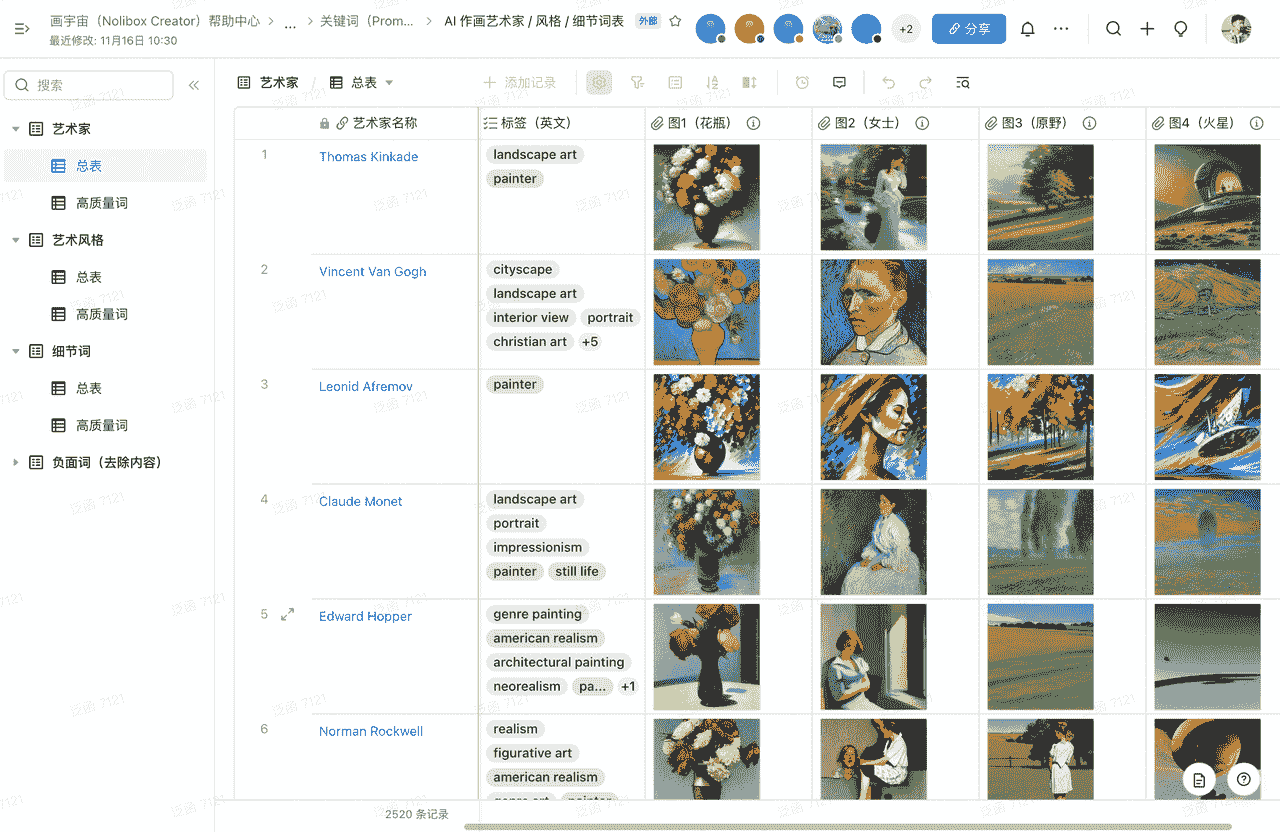 画宇宙（Nolibox Creator）帮助中心 > ... > 关键词（Prom... > AI 作画艺术家 / 风格 / 细节词表 外部
最近修改: 11月16日 10:30
+2
分享
搜索
艺术家
总表
高质量词
艺术风格
总表
高质量词
细节词
总表
高质量词
负面词（去除内容）
艺术家 / 总表
添加记录
艺术家名称 标签（英文） 图1（花瓶） 图2（女士） 图3（原野） 图4（火星）
1 Thomas Kinkade
landscape art
painter
2 Vincent Van Gogh
cityscape
landscape art
interior view portrait
christian art +5
3 Leonid Afremov
painter
4 Claude Monet
landscape art
portrait
impressionism
painter still life
5 Edward Hopper
genre painting
american realism
architectural painting
neorealism pa... +1
6 Norman Rockwell
realism
figurative art
american realism
genre art painter
2520 条记录
泛函 7121